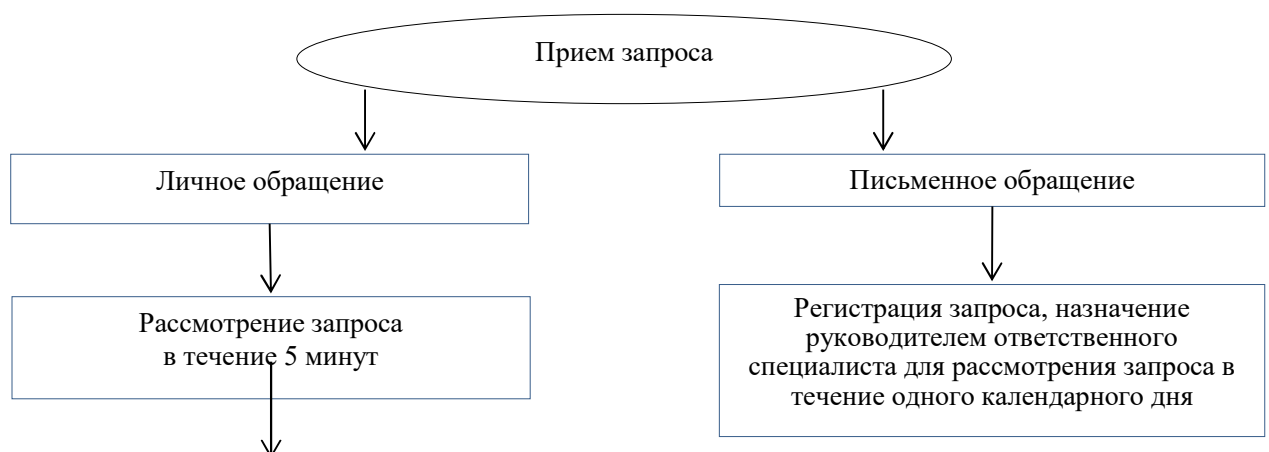 Прием запроса
Личное обращение
Письменное обращение
Рассмотрение запроса
в течение 5 минут
Регистрация запроса, назначение
руководителем ответственного
специалиста для рассмотрения запроса в
течение одного календарного дня